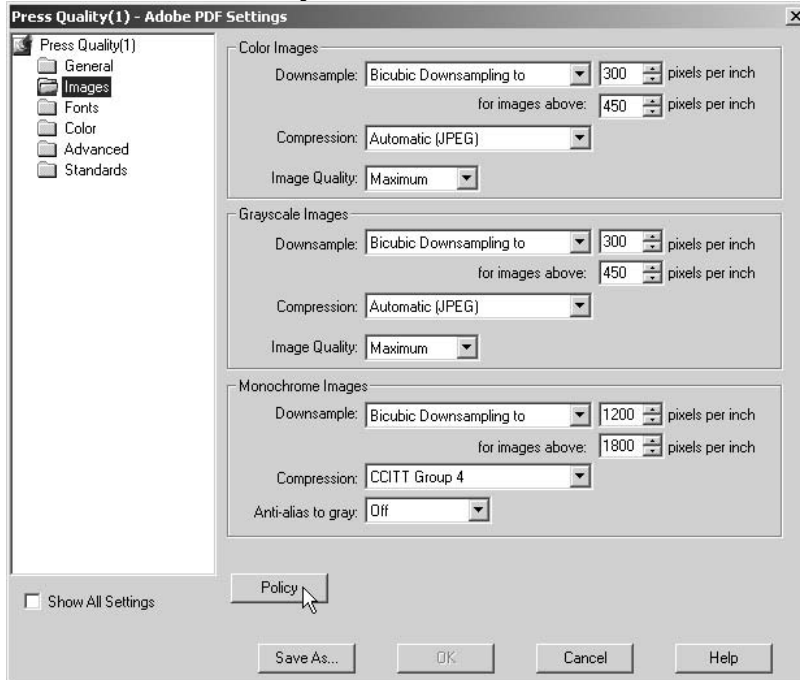 Press Quality(1) - Adobe PDF Settings
Press Quality(1)
General
Images
Fonts
Color
Advanced
Standards
Show All Settings
Color Images
Downsample: Bicubic Downsampling to 300 pixels per inch
for images above: 450 pixels per inch
Compression: Automatic (JPEG)
Image Quality: Maximum
Grayscale Images
Downsample: Bicubic Downsampling to 300 pixels per inch
for images above: 450 pixels per inch
Compression: Automatic (JPEG)
Image Quality: Maximum
Monochrome Images
Downsample: Bicubic Downsampling to 1200 pixels per inch
for images above: 1800 pixels per inch
Compression: CCITT Group 4
Anti-alias to gray: Off
Policy
Save As... OK Cancel Help